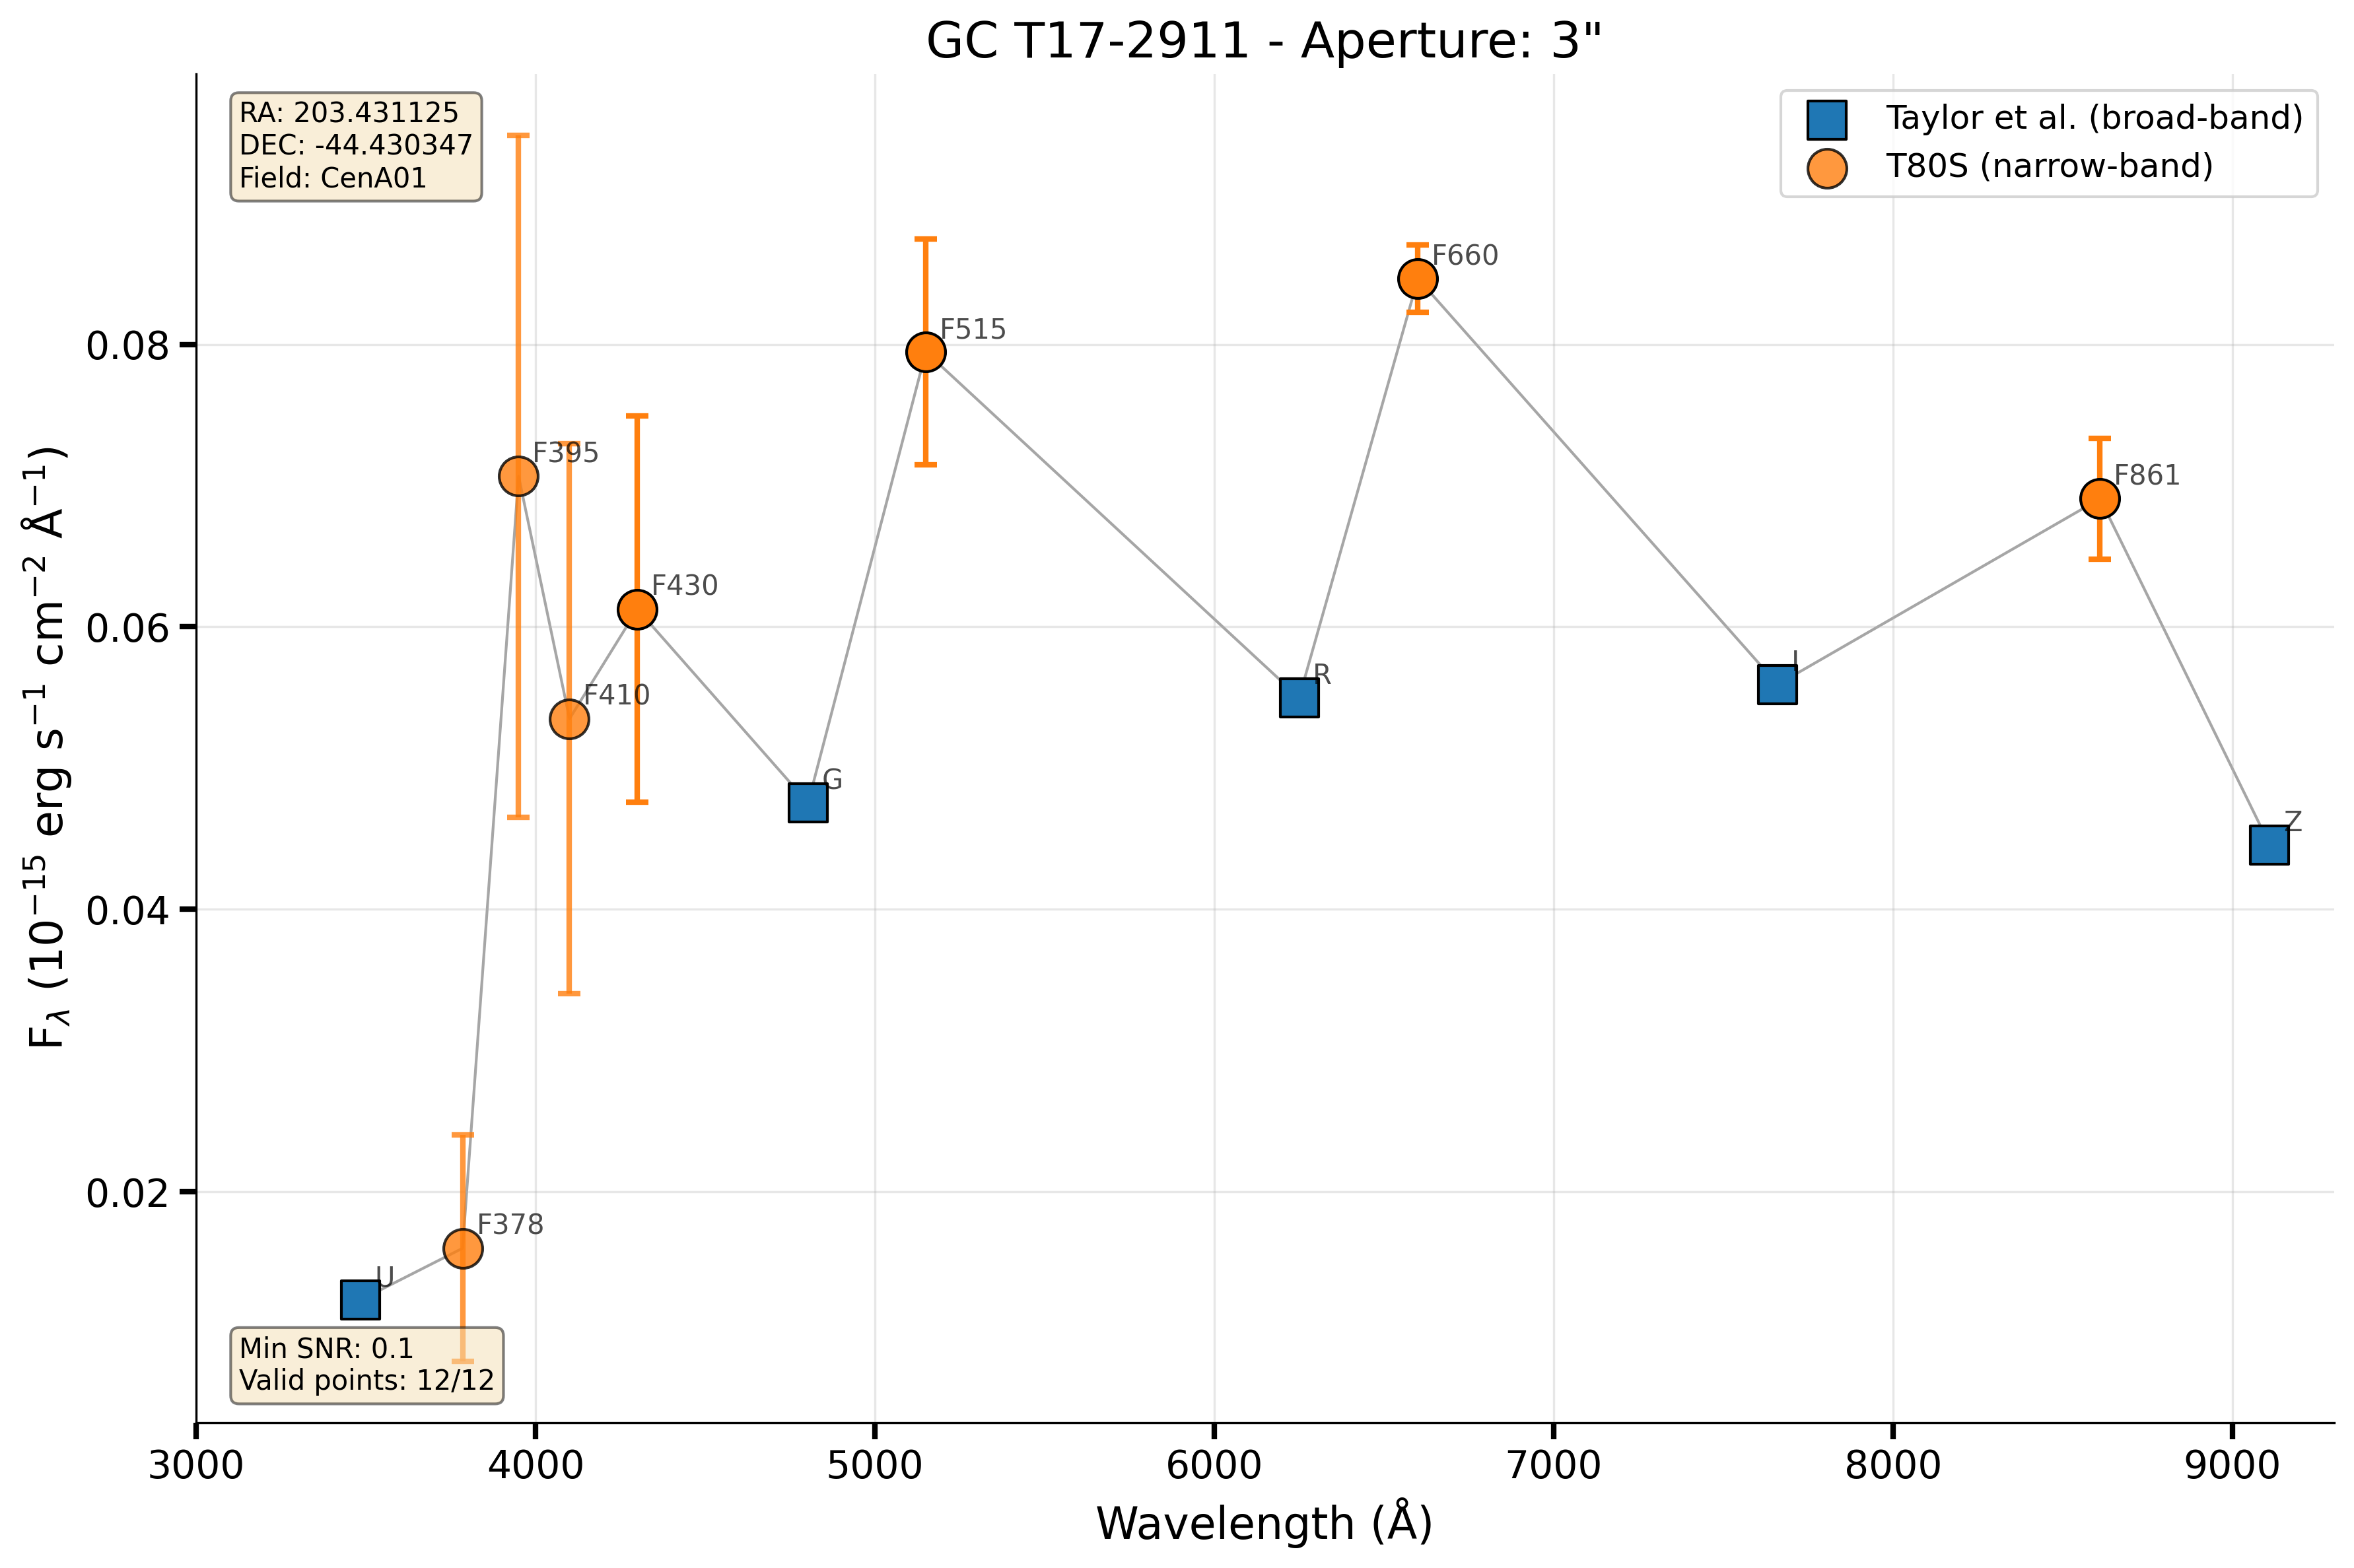 GC T17-2911 - Aperture: 3"
RA: 203.431125
DEC: -44.430347
Field: CenA01
Taylor et al. (broad-band)
T80S (narrow-band)
F660
F515
F395
F861
F430
R
I
F410
G
Z
F378
U
Min SNR: 0.1
Valid points: 12/12
0.08
0.06
0.04
0.02
F_λ (10⁻¹⁵ erg s⁻¹ cm⁻² Å⁻¹)
3000 4000 5000 6000 7000 8000 9000
Wavelength (Å)